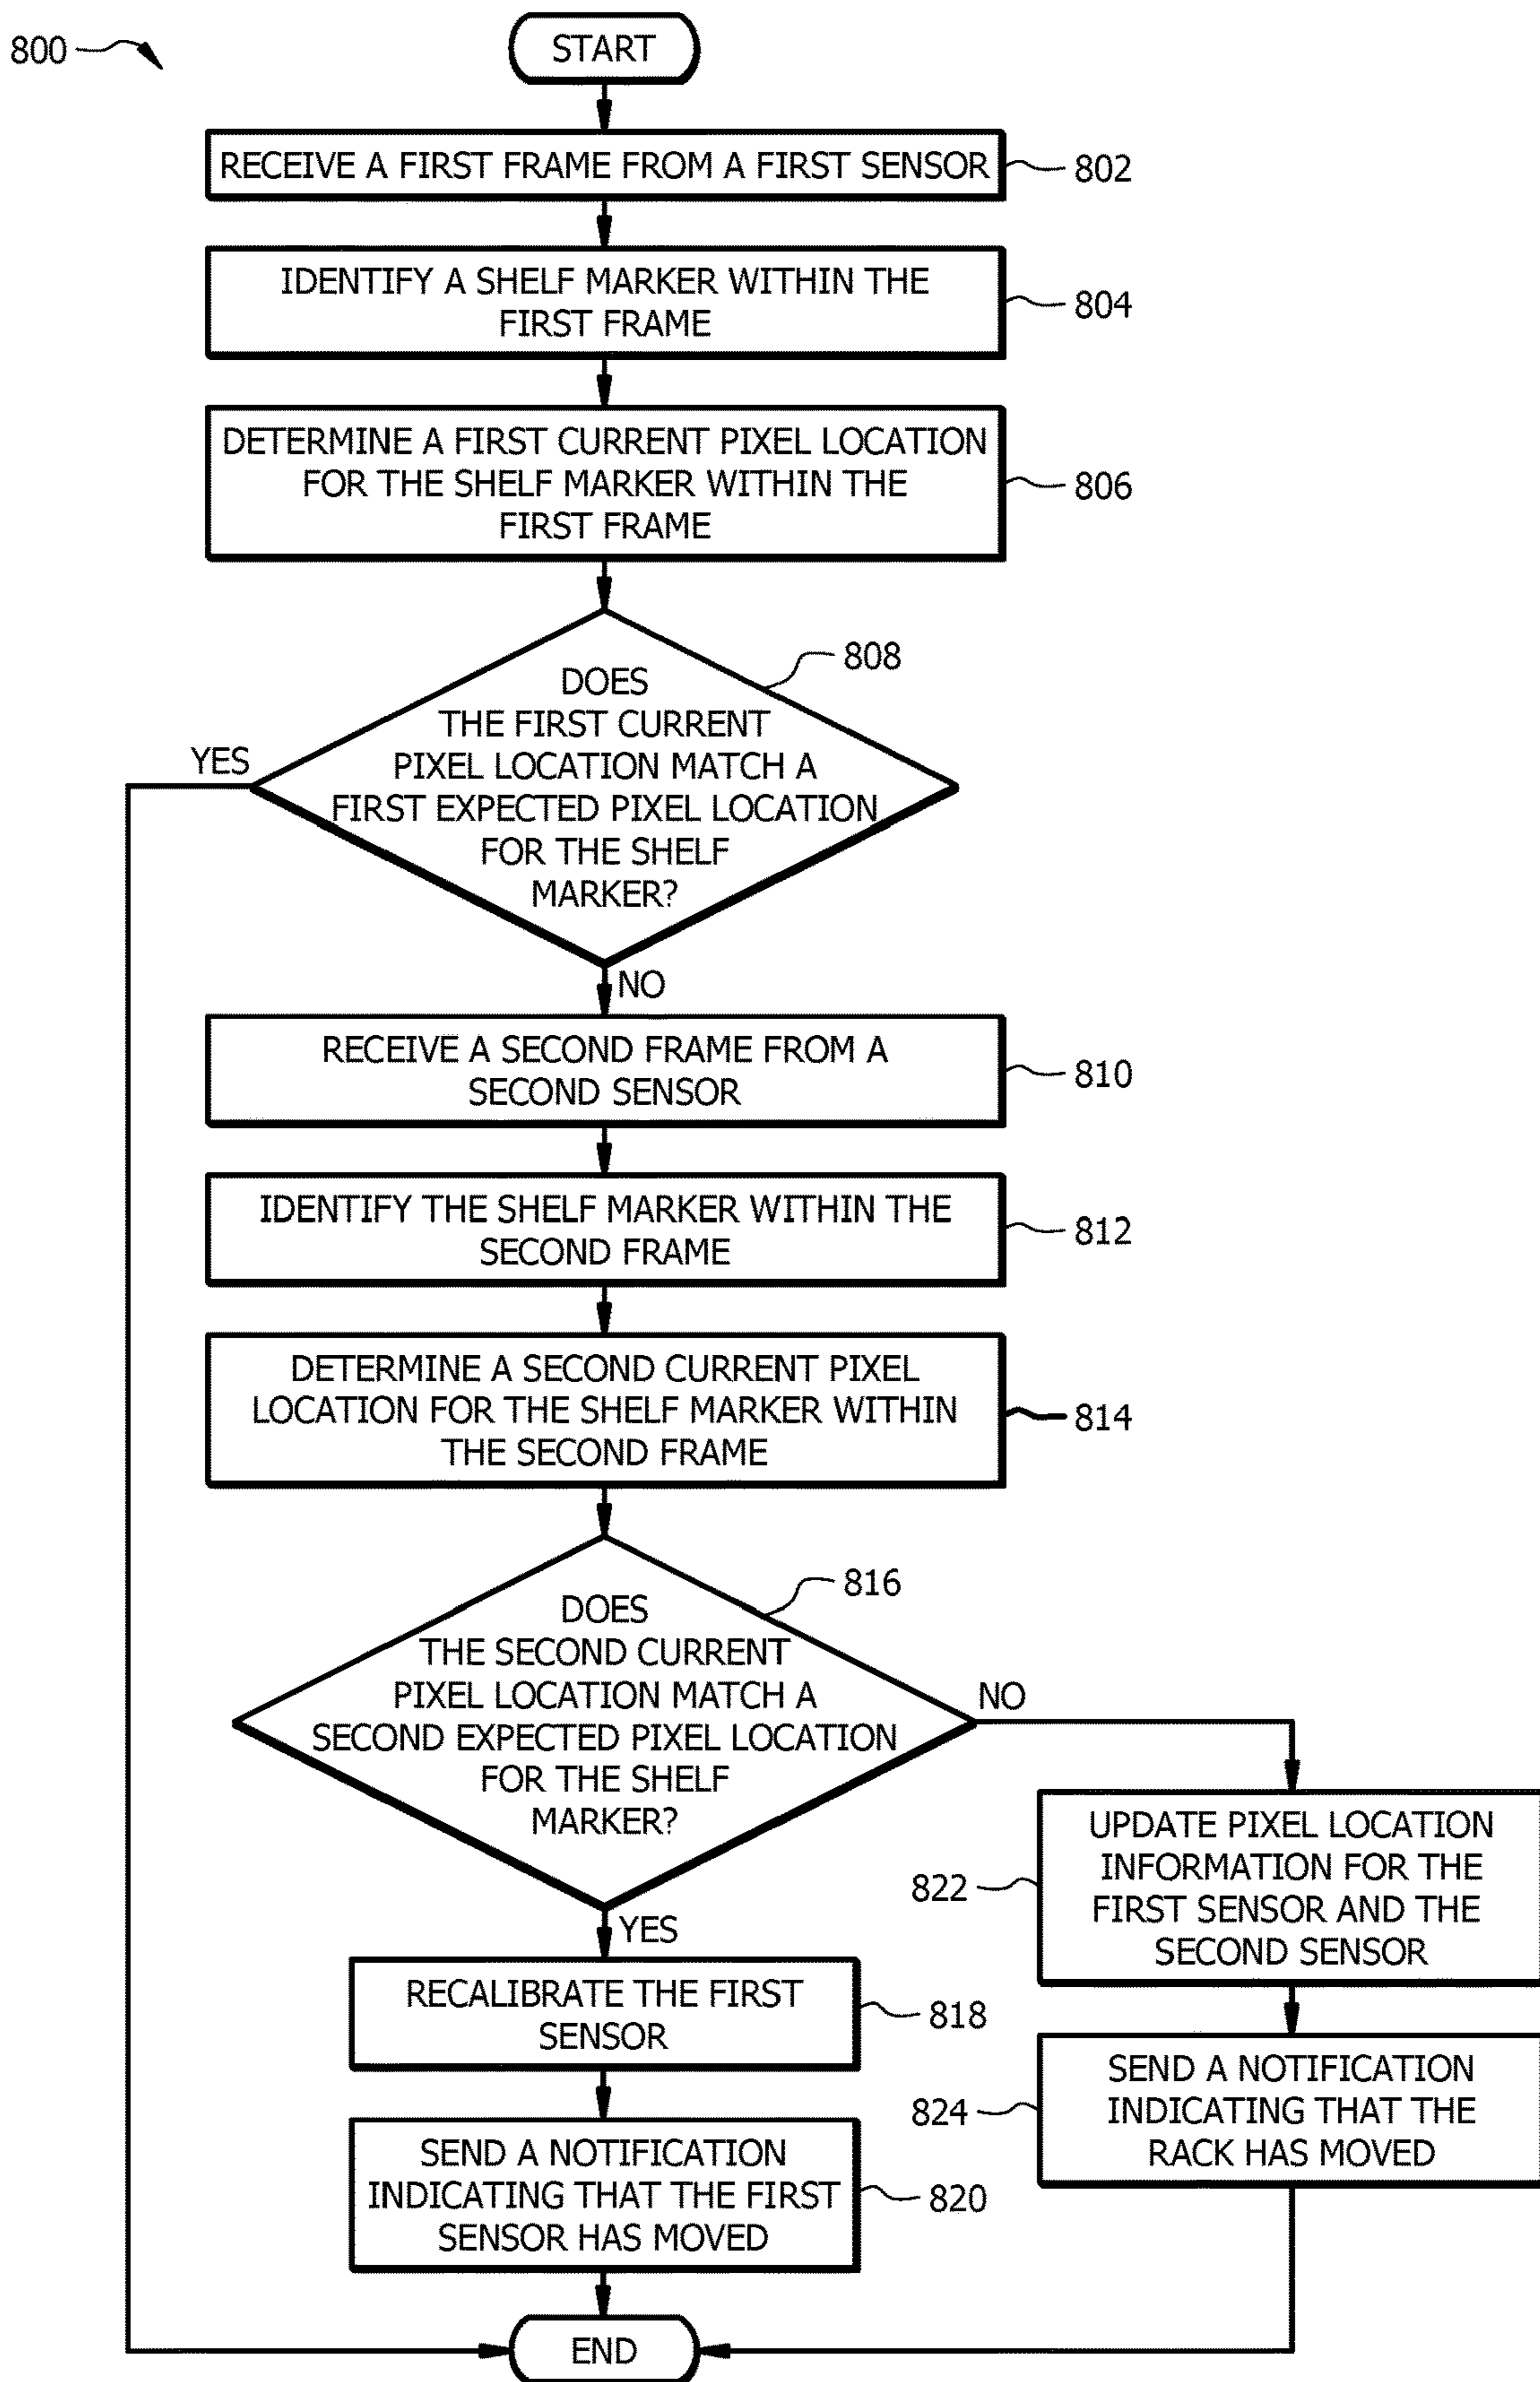 800
START
RECEIVE A FIRST FRAME FROM A FIRST SENSOR
802
IDENTIFY A SHELF MARKER WITHIN THE
FIRST FRAME
804
DETERMINE A FIRST CURRENT PIXEL LOCATION
FOR THE SHELF MARKER WITHIN THE
FIRST FRAME
806
808
DOES
THE FIRST CURRENT
PIXEL LOCATION MATCH A
FIRST EXPECTED PIXEL LOCATION
FOR THE SHELF
MARKER?
YES
NO
RECEIVE A SECOND FRAME FROM A
SECOND SENSOR
810
IDENTIFY THE SHELF MARKER WITHIN THE
SECOND FRAME
812
DETERMINE A SECOND CURRENT PIXEL
LOCATION FOR THE SHELF MARKER WITHIN
THE SECOND FRAME
814
816
DOES
THE SECOND CURRENT
PIXEL LOCATION MATCH A
SECOND EXPECTED PIXEL LOCATION
FOR THE SHELF
MARKER?
NO
YES
UPDATE PIXEL LOCATION
INFORMATION FOR THE
FIRST SENSOR AND THE
SECOND SENSOR
822
RECALIBRATE THE FIRST
SENSOR
818
SEND A NOTIFICATION
INDICATING THAT THE
RACK HAS MOVED
824
SEND A NOTIFICATION
INDICATING THAT THE FIRST
SENSOR HAS MOVED
820
END